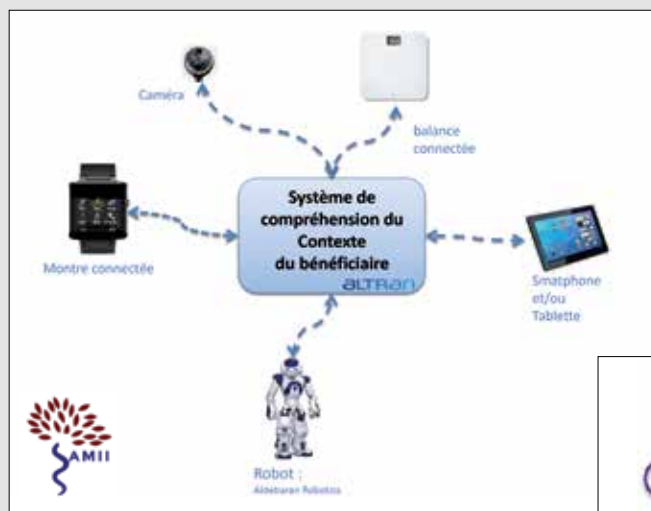 Caméra
balance
connectée
Système de
compréhension du
Contexte
du bénéficiaire
ALTRAN
Montre connectée
Smatphone
et/ou
Tablette
Robot :
Aldebaran Robotics
SAMII